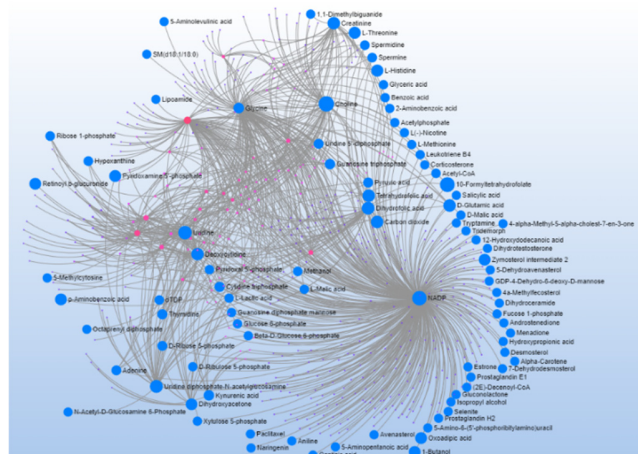 1,1-Dimethylbiguanide
5-Aminolevulinic acid
Creatinine
L-Threonine
Spermidine
SM(d18:1/18:0)
Spermine
L-Histidine
Glyceric acid
Lipoamide
Benzoic acid
Glycine
Choline
2-Aminobenzoic acid
Acetylphosphate
Ribose 1-phosphate
L(-)-Nicotine
Uridine 5'-diphosphate
L-Methionine
Leukotriene B4
Hypoxanthine
Guanosine triphosphate
Corticosterone
Acetyl-CoA
Pyridoxamine 5'-phosphate
Retinoyl b-glucuronide
Pyruvic acid
10-Formyltetrahydrofolate
Tetrahydrofolic acid
Salicylic acid
Dihydrofolic acid
D-Glutamic acid
D-Malic acid
Carbon dioxide
Tryptamine
4-alpha-Methyl-5-alpha-cholest-7-en-3-one
Uridine
12-Hydroxydodecanoic acid
Dihydrotestosterone
Deoxyuridine
Zymosterol intermediate 2
Pyridoxal 5'-phosphate
Methanol
5-Dehydroavenasterol
5-Methylcytosine
GDP-4-Dehydro-6-deoxy-D-mannose
Cytidine triphosphate
L-Malic acid
4a-Methylfecosterol
p-Aminobenzoic acid
dTDP
L-Lactic acid
NADP
Dihydroceramide
Thymidine
Guanosine diphosphate mannose
Fucose 1-phosphate
Glucose 6-phosphate
Androstenedione
Octaprenyl diphosphate
Beta-D-Glucose 6-phosphate
Menadione
D-Ribose 5-phosphate
Hydroxypropionic acid
Desmosterol
Alpha-Carotene
Adenine
D-Ribulose 5-phosphate
Estrone
7-Dehydrodesmosterol
Prostaglandin E1
Uridine diphosphate-N-acetylglucosamine
(2E)-Decenoyl-CoA
Kynurenic acid
Gluconolactone
Dihydroxyacetone
Isopropyl alcohol
N-Acetyl-D-Glucosamine 6-Phosphate
Selenite
Xylulose 5-phosphate
Prostaglandin H2
Paclitaxel
Avenasterol
5-Amino-6-(5'-phosphoribitylamino)uracil
Aniline
Oxoadipic acid
Naringenin
5-Aminopentanoic acid
1-Butanol